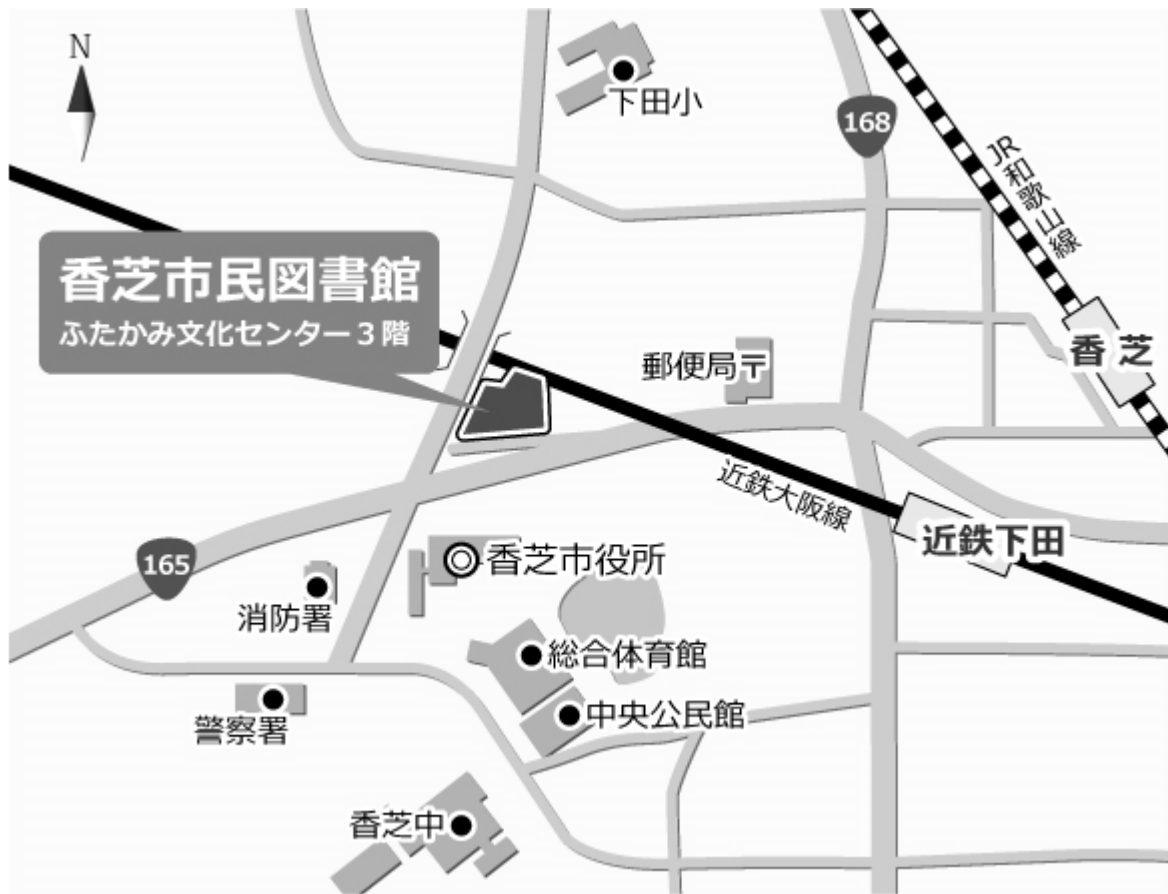 N
下田小
168
JR和歌山線
香芝市民図書館
ふたかみ文化センター３階
郵便局〒
香芝
近鉄大阪線
近鉄下田
165
香芝市役所
消防署
総合体育館
中央公民館
警察署
香芝中